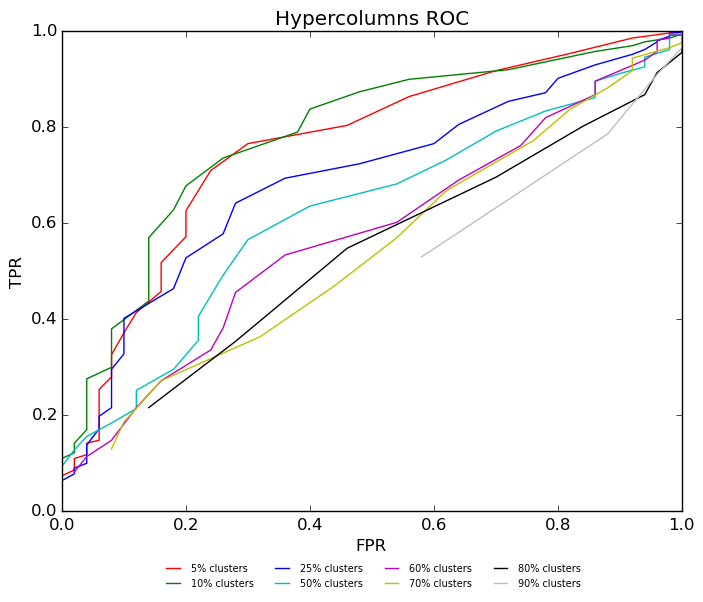 Hypercolumns ROC
1.0
0.8
0.6
TPR
0.4
0.2
0.0
0.0 0.2 0.4 0.6 0.8 1.0
FPR
5% clusters 25% clusters 60% clusters 80% clusters
10% clusters 50% clusters 70% clusters 90% clusters